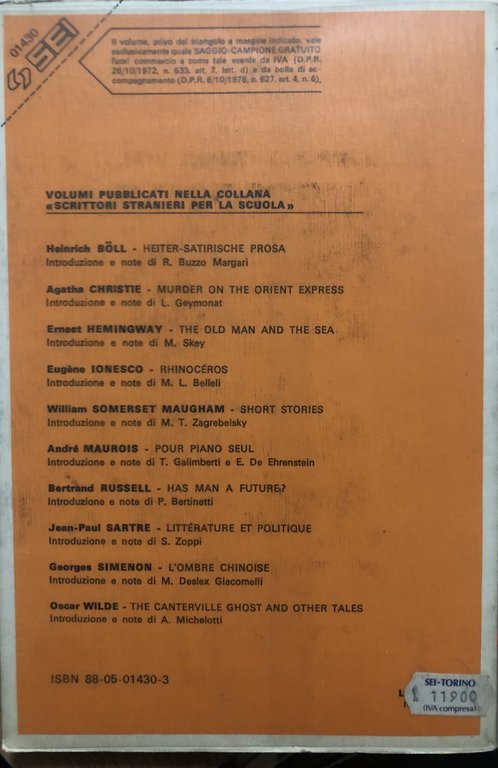 01430
SEI
Il volume, privo del triangolo a margine indicato, vale
esclusivamente quale SAGGIO-CAMPIONE GRATUITO
fuori commercio e come tale esente da IVA (D.P.R.
26/10/1972, n. 633, art. 2, lett. d) e da bolla di ac-
compagnamento (D.P.R. 6/10/1978, n. 627, art. 4, n. 6).
VOLUMI PUBBLICATI NELLA COLLANA
«SCRITTORI STRANIERI PER LA SCUOLA»
Heinrich BÖLL - HEITER-SATIRISCHE PROSA
Introduzione e note di R. Buzzo Margari
Agatha CHRISTIE - MURDER ON THE ORIENT EXPRESS
Introduzione e note di L. Geymonat
Ernest HEMINGWAY - THE OLD MAN AND THE SEA
Introduzione e note di M. Skey
Eugène IONESCO - RHINOCÉROS
Introduzione e note di M. L. Belleli
William SOMERSET MAUGHAM - SHORT STORIES
Introduzione e note di M. T. Zagrebelsky
André MAUROIS - POUR PIANO SEUL
Introduzione e note di T. Galimberti e E. De Ehrenstein
Bertrand RUSSELL - HAS MAN A FUTURE?
Introduzione e note di P. Bertinetti
Jean-Paul SARTRE - LITTÉRATURE ET POLITIQUE
Introduzione e note di S. Zoppi
Georges SIMENON - L'OMBRE CHINOISE
Introduzione e note di M. Deslex Giacomelli
Oscar WILDE - THE CANTERVILLE GHOST AND OTHER TALES
Introduzione e note di A. Michelotti
ISBN 88-05-01430-3
SEI-TORINO
£ 11900
(IVA compresa)